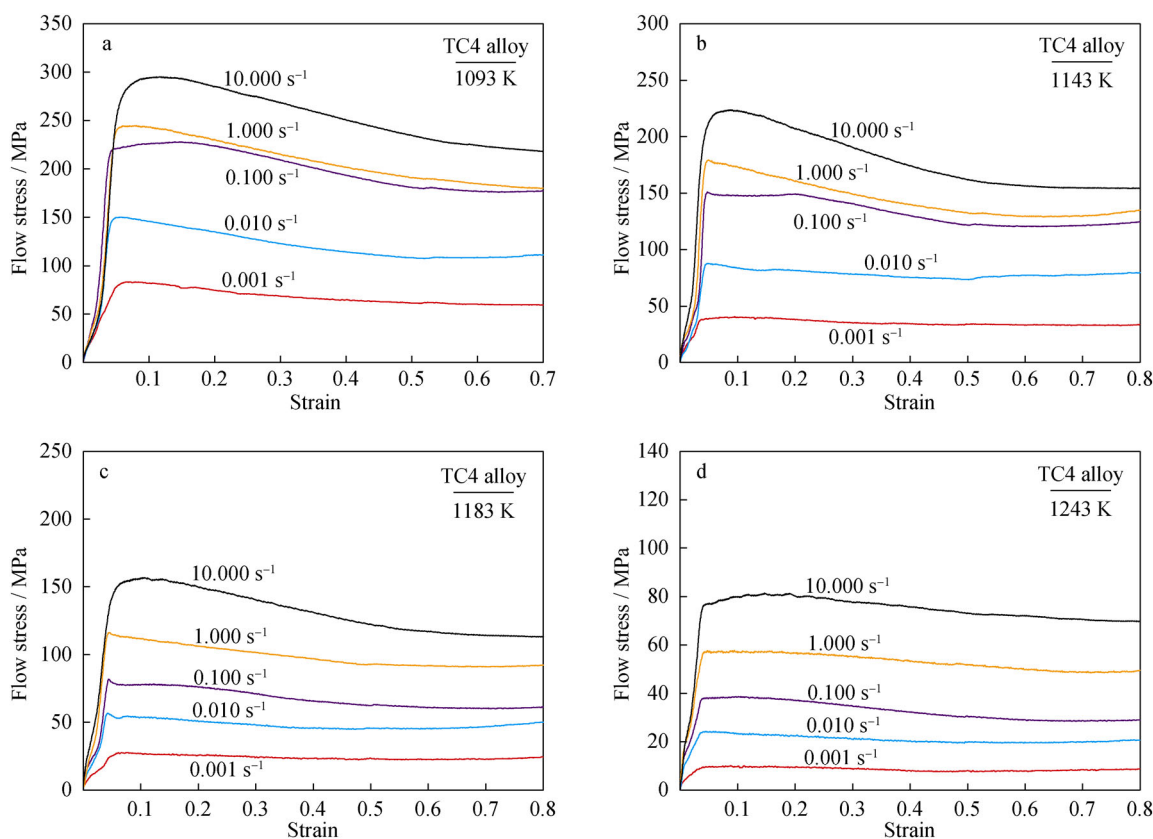 a
TC4 alloy
1093 K
10.000 s⁻¹
1.000 s⁻¹
0.100 s⁻¹
0.010 s⁻¹
0.001 s⁻¹
350
300
250
200
150
100
50
0
Flow stress / MPa
0.1 0.2 0.3 0.4 0.5 0.6 0.7
Strain
b
TC4 alloy
1143 K
10.000 s⁻¹
1.000 s⁻¹
0.100 s⁻¹
0.010 s⁻¹
0.001 s⁻¹
300
250
200
150
100
50
0
Flow stress / MPa
0.1 0.2 0.3 0.4 0.5 0.6 0.7 0.8
Strain
c
TC4 alloy
1183 K
10.000 s⁻¹
1.000 s⁻¹
0.100 s⁻¹
0.010 s⁻¹
0.001 s⁻¹
250
200
150
100
50
0
Flow stress / MPa
0.1 0.2 0.3 0.4 0.5 0.6 0.7 0.8
Strain
d
TC4 alloy
1243 K
10.000 s⁻¹
1.000 s⁻¹
0.100 s⁻¹
0.010 s⁻¹
0.001 s⁻¹
140
120
100
80
60
40
20
0
Flow stress / MPa
0.1 0.2 0.3 0.4 0.5 0.6 0.7 0.8
Strain